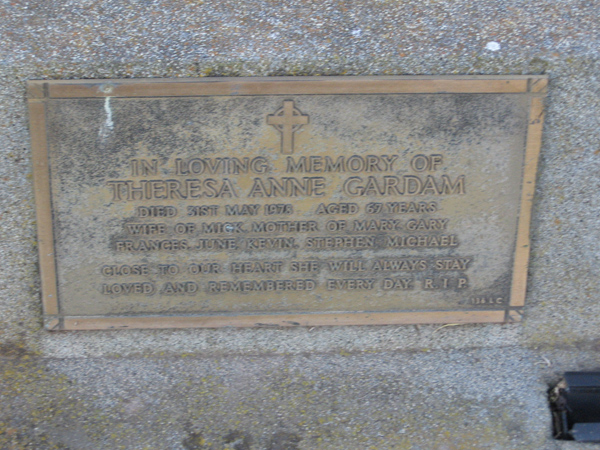 IN LOVING MEMORY OF
THERESA ANNE GARDAM
DIED 31ST MAY 1978 AGED 67 YEARS
WIFE OF MICK, MOTHER OF MARY, GARY
FRANCES, JUNE, KEVIN, STEPHEN, MICHAEL
CLOSE TO OUR HEART SHE WILL ALWAYS STAY
LOVED AND REMEMBERED EVERY DAY. R.I.P.